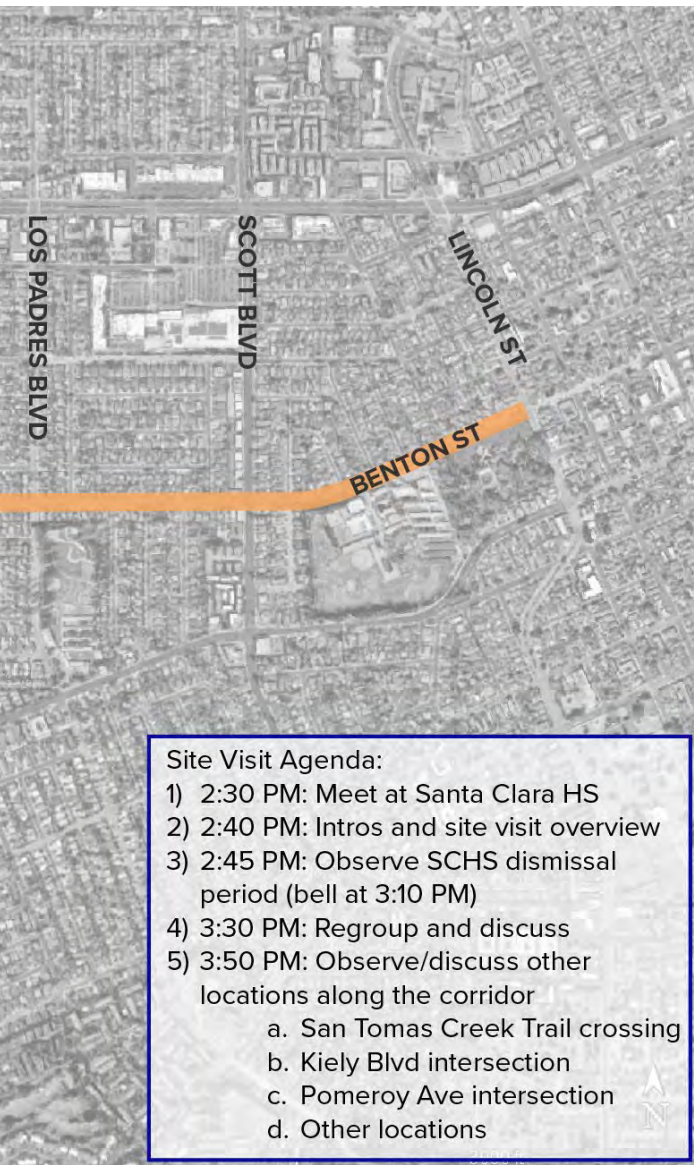 LOS PADRES BLVD
SCOTT BLVD
LINCOLN ST
BENTON ST
Site Visit Agenda:
1) 2:30 PM: Meet at Santa Clara HS
2) 2:40 PM: Intros and site visit overview
3) 2:45 PM: Observe SCHS dismissal
period (bell at 3:10 PM)
4) 3:30 PM: Regroup and discuss
5) 3:50 PM: Observe/discuss other
locations along the corridor
a. San Tomas Creek Trail crossing
b. Kiely Blvd intersection
c. Pomeroy Ave intersection
d. Other locations
N